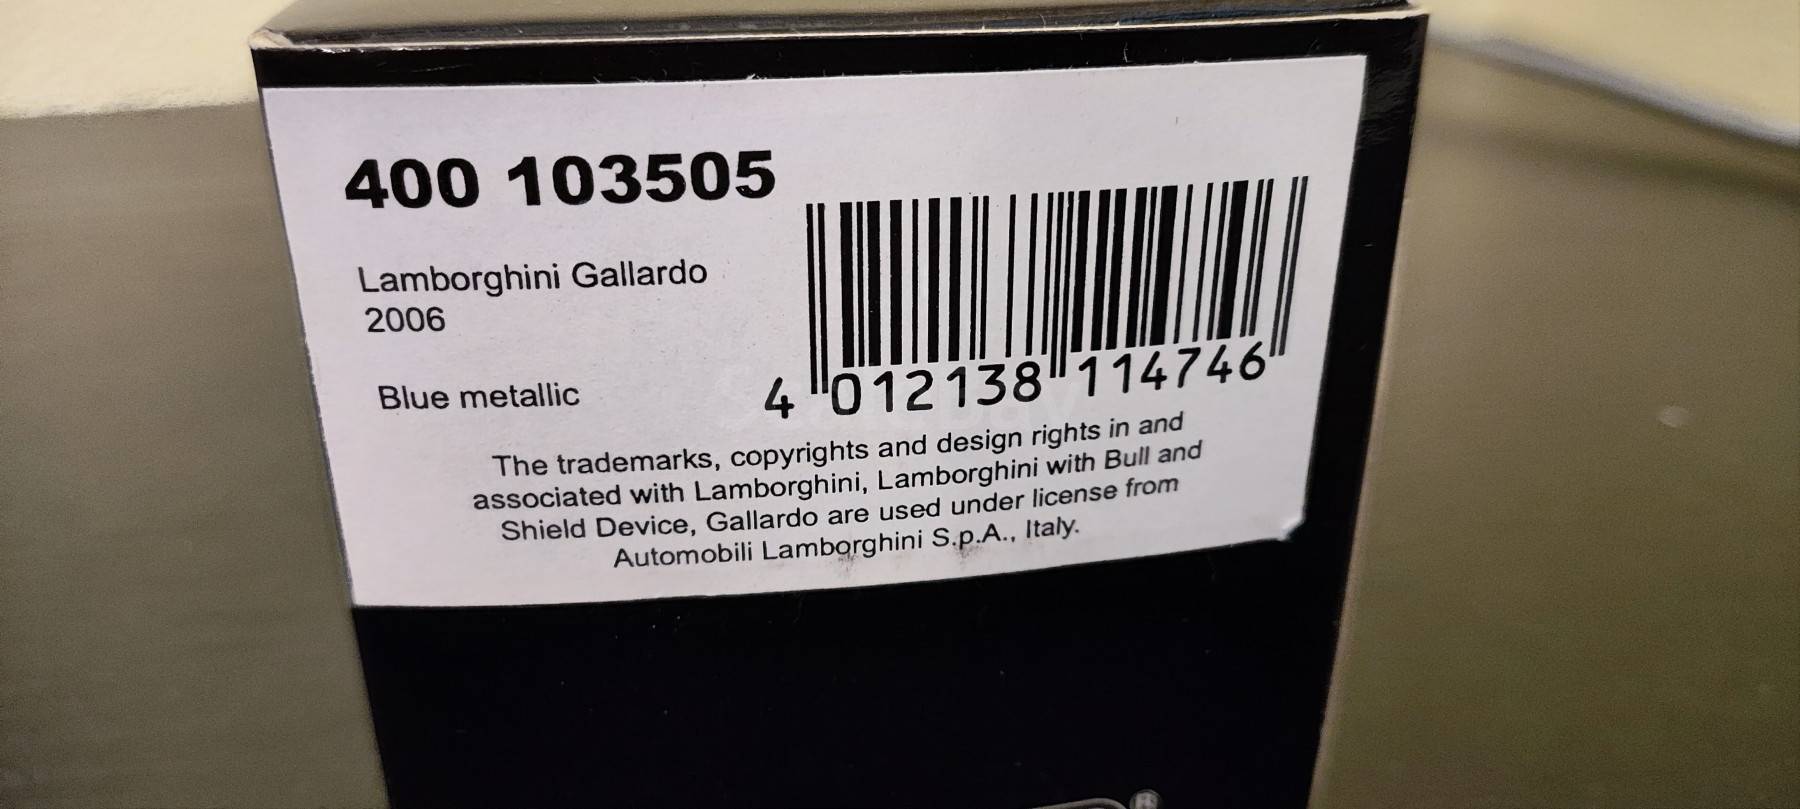 400 103505
Lamborghini Gallardo
2006
Blue metallic
4 012138 114746
The trademarks, copyrights and design rights in and
associated with Lamborghini, Lamborghini with Bull and
Shield Device, Gallardo are used under license from
Automobili Lamborghini S.p.A., Italy.
®